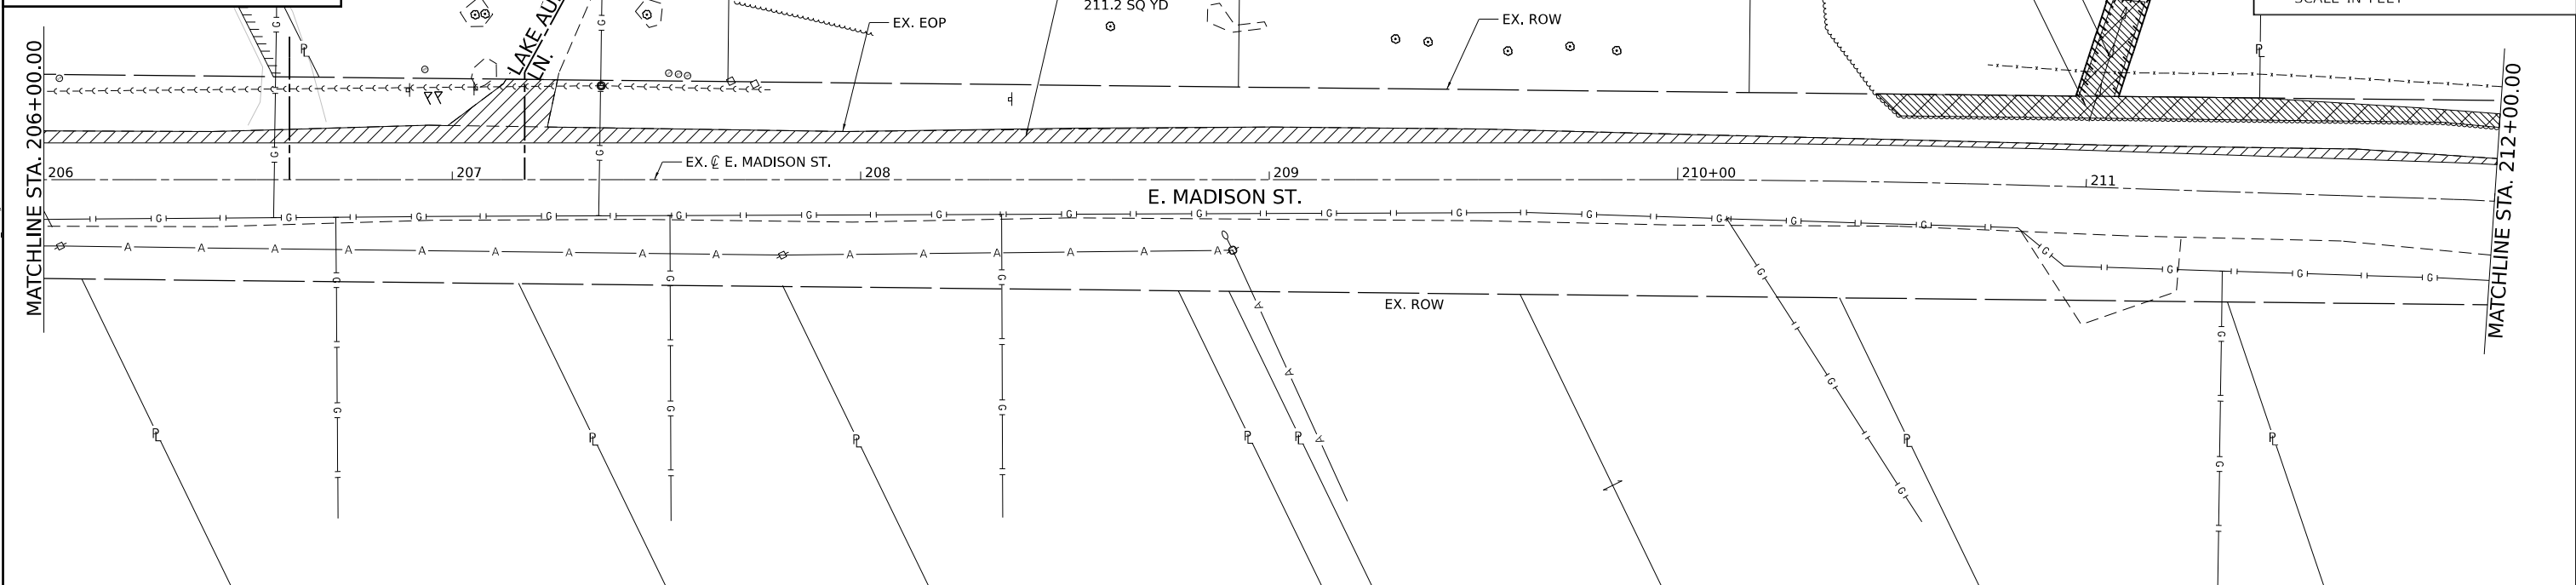 211.2 SQ YD
EX. EOP
EX. ROW
LAKE
LN.
MATCHLINE STA. 206+00.00
MATCHLINE STA. 212+00.00
206
207
EX. ℄ E. MADISON ST.
208
209
210+00
211
E. MADISON ST.
EX. ROW